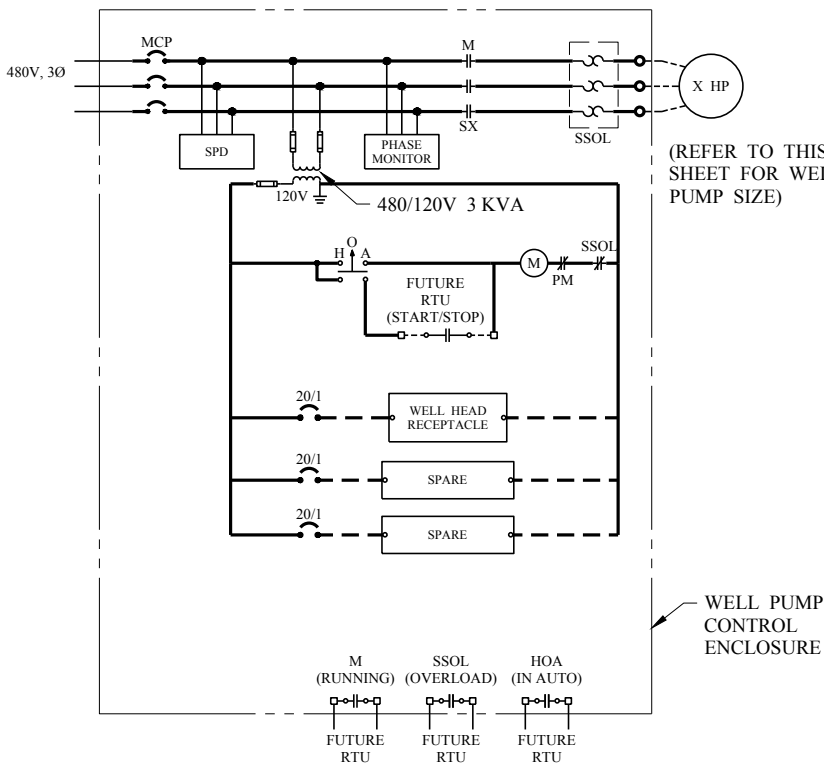 MCP
M
480V, 3Ø
X HP
SX
SSOL
SPD
PHASE
MONITOR
(REFER TO THIS
SHEET FOR
PUMP SIZE)
120V
480/120V 3 KVA
O
H
A
SSOL
M
PM
FUTURE
RTU
(START/STOP)
20/1
WELL HEAD
RECEPTACLE
20/1
SPARE
20/1
SPARE
WELL PUMP
CONTROL
ENCLOSURE
M
(RUNNING)
SSOL
(OVERLOAD)
HOA
(IN AUTO)
FUTURE
RTU
FUTURE
RTU
FUTURE
RTU